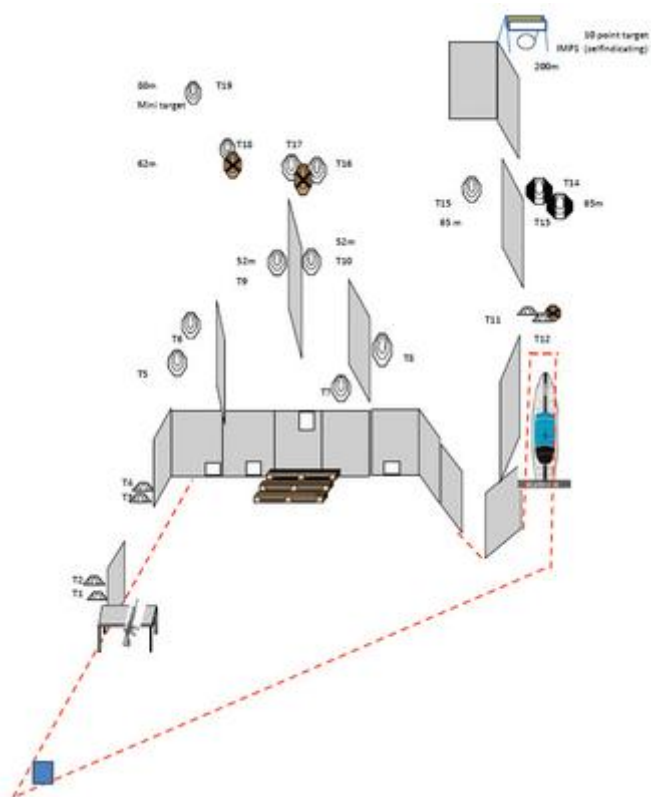 10 point target
IMPS (selfindicating)
200m
T19
Mini target
T18
T17
T16
62m
T14
T15
T13
65m
65 m
52m
T10
52m
T9
T6
T5
T8
T7
T11
T12
T4
T3
T2
T1